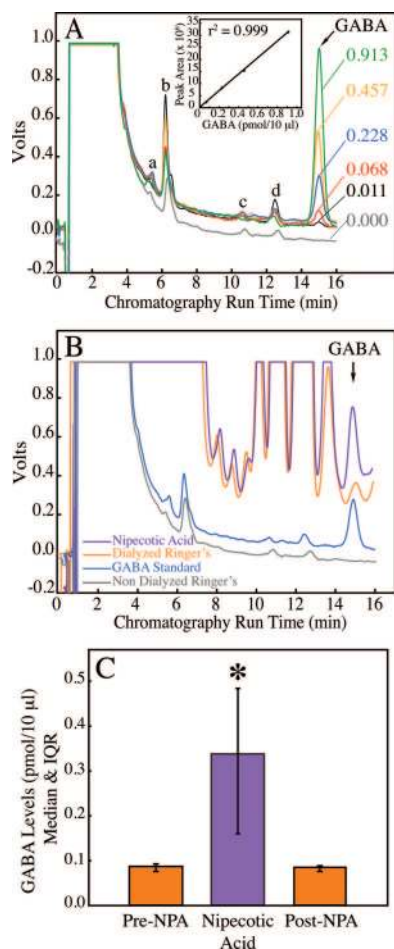 A
r² = 0.999
Peak Area (x 10⁶)
35
30
25
20
15
10
5
0
0.0 0.2 0.4 0.6 0.8 1.0
GABA (pmol/10 µl)
GABA
0.913
0.457
0.228
0.068
0.011
0.000
a
b
c
d
Volts
1.0
0.8
0.6
0.4
0.2
0.0
-0.2
0 2 4 6 8 10 12 14 16
Chromatography Run Time (min)
B
GABA
Volts
1.0
0.8
0.6
0.4
0.2
0.0
-0.2
Nipecotic Acid
Dialyzed Ringer's
GABA Standard
Non Dialyzed Ringer's
0 2 4 6 8 10 12 14 16
Chromatography Run Time (min)
C
*
GABA Levels (pmol/10 µl)
Median & IQR
0.5
0.4
0.3
0.2
0.1
0
Pre-NPA Nipecotic Acid Post-NPA